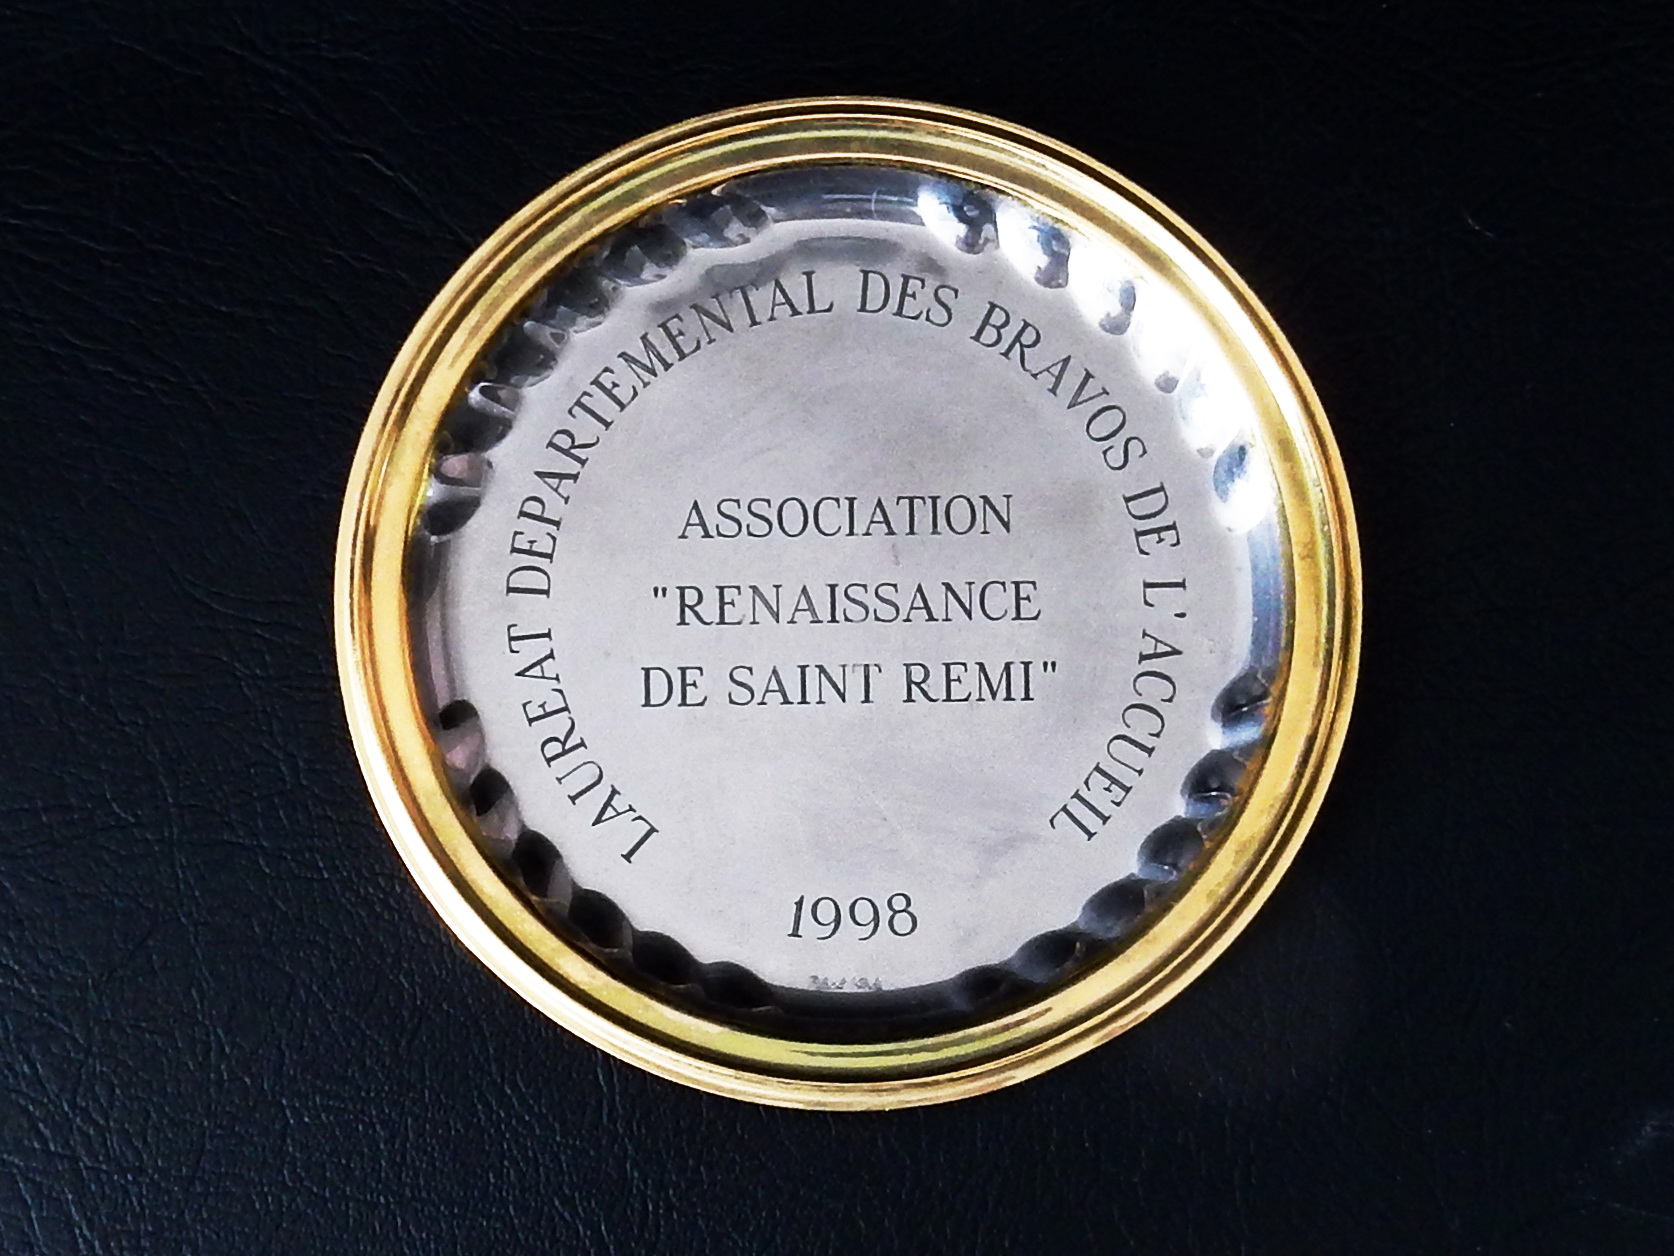 LAUREAT DEPARTEMENTAL DES BRAVOS DE L'ACCUEIL
ASSOCIATION
"RENAISSANCE
DE SAINT REMI"
1998